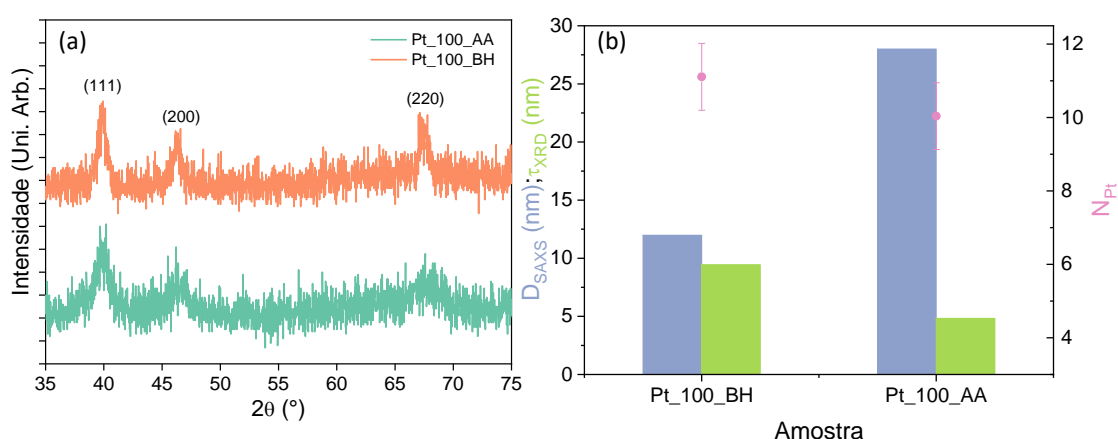 (a)
Pt_100_AA
Pt_100_BH
(111)
(200)
(220)
Intensidade (Uni. Arb.)
35 40 45 50 55 60 65 70 75
2θ (°)
(b)
30
25
20
15
10
5
0
D_SAXS (nm); τ_XRD (nm)
12
10
8
6
4
N_Pt
Pt_100_BH Pt_100_AA
Amostra